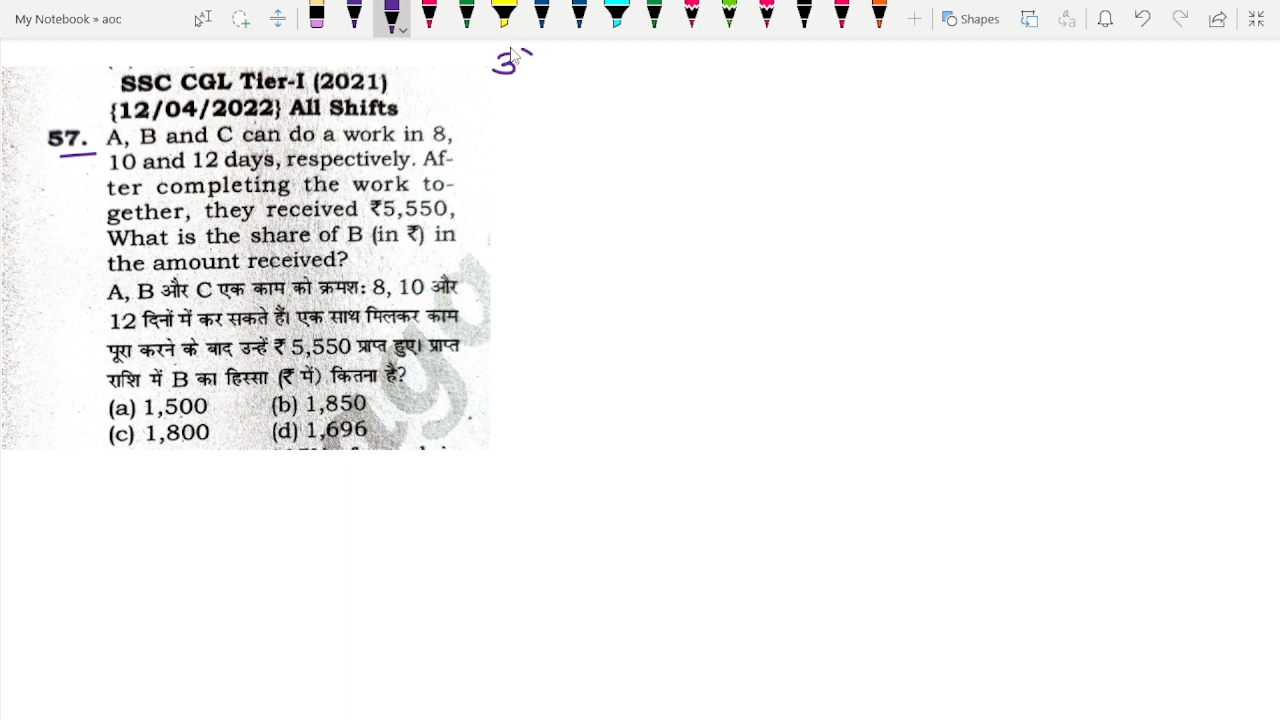 My Notebook » aoc
Shapes
SSC CGL Tier-I (2021)
{12/04/2022} All Shifts
57. A, B and C can do a work in 8,
10 and 12 days, respectively. Af-
ter completing the work to-
gether, they received ₹5,550,
What is the share of B (in ₹) in
the amount received?
A, B और C एक काम को क्रमश: 8, 10 और
12 दिनों में कर सकते हैं। एक साथ मिलकर काम
पूरा करने के बाद उन्हें ₹ 5,550 प्राप्त हुए। प्राप्त
राशि में B का हिस्सा (₹ में) कितना है?
(a) 1,500 (b) 1,850
(c) 1,800 (d) 1,696